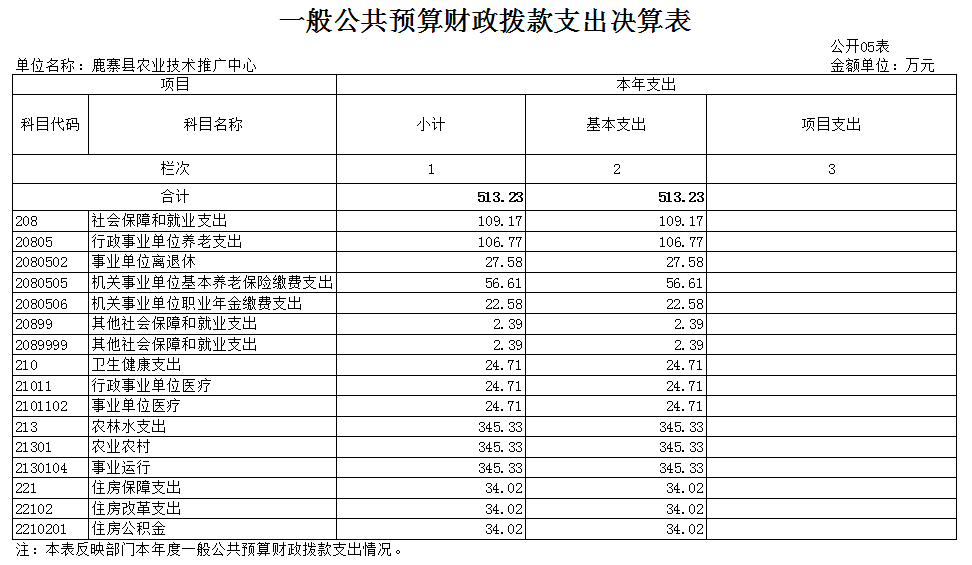 一般公共预算财政拨款支出决算表
公开05表
单位名称：鹿寨县农业技术推广中心 金额单位：万元
项目 本年支出
科目代码 科目名称 小计 基本支出 项目支出
栏次 1 2 3
合计 513.23 513.23
208 社会保障和就业支出 109.17 109.17
20805 行政事业单位养老支出 106.77 106.77
2080502 事业单位离退休 27.58 27.58
2080505 机关事业单位基本养老保险缴费支出 56.61 56.61
2080506 机关事业单位职业年金缴费支出 22.58 22.58
20899 其他社会保障和就业支出 2.39 2.39
2089999 其他社会保障和就业支出 2.39 2.39
210 卫生健康支出 24.71 24.71
21011 行政事业单位医疗 24.71 24.71
2101102 事业单位医疗 24.71 24.71
213 农林水支出 345.33 345.33
21301 农业农村 345.33 345.33
2130104 事业运行 345.33 345.33
221 住房保障支出 34.02 34.02
22102 住房改革支出 34.02 34.02
2210201 住房公积金 34.02 34.02
注：本表反映部门本年度一般公共预算财政拨款支出情况。